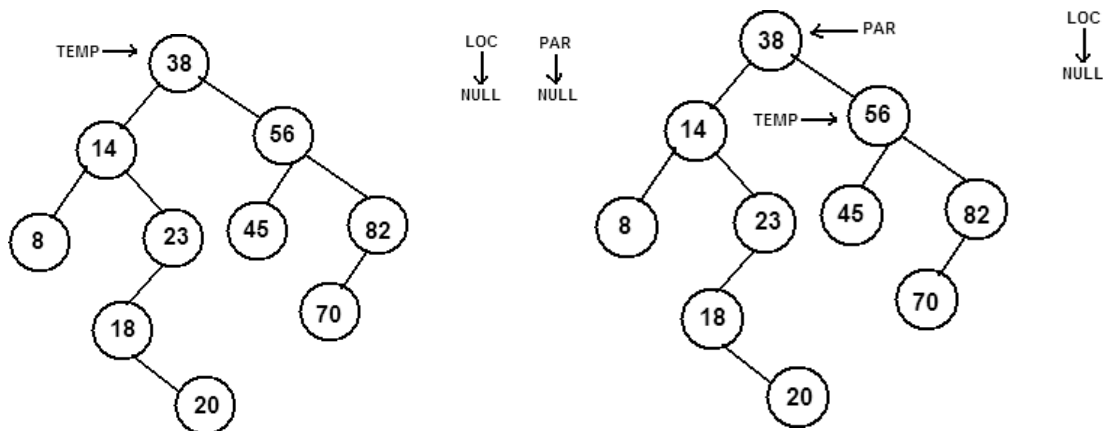 TEMP 38 LOC PAR
NULL NULL
14 56
8 23 45 82
18 70
20
38 PAR LOC
NULL
14 TEMP 56
8 23 45 82
18 70
20